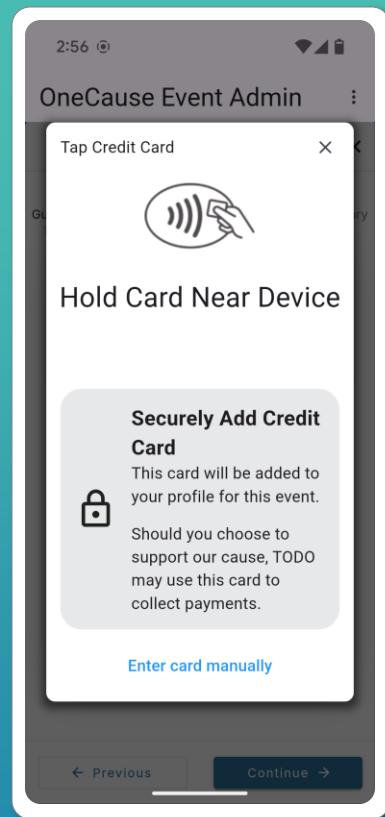 2:56
OneCause Event Admin
Tap Credit Card
Gu
ry
Hold Card Near Device
Securely Add Credit
Card
This card will be added to
your profile for this event.
Should you choose to
support our cause, TODO
may use this card to
collect payments.
Enter card manually
Previous
Continue